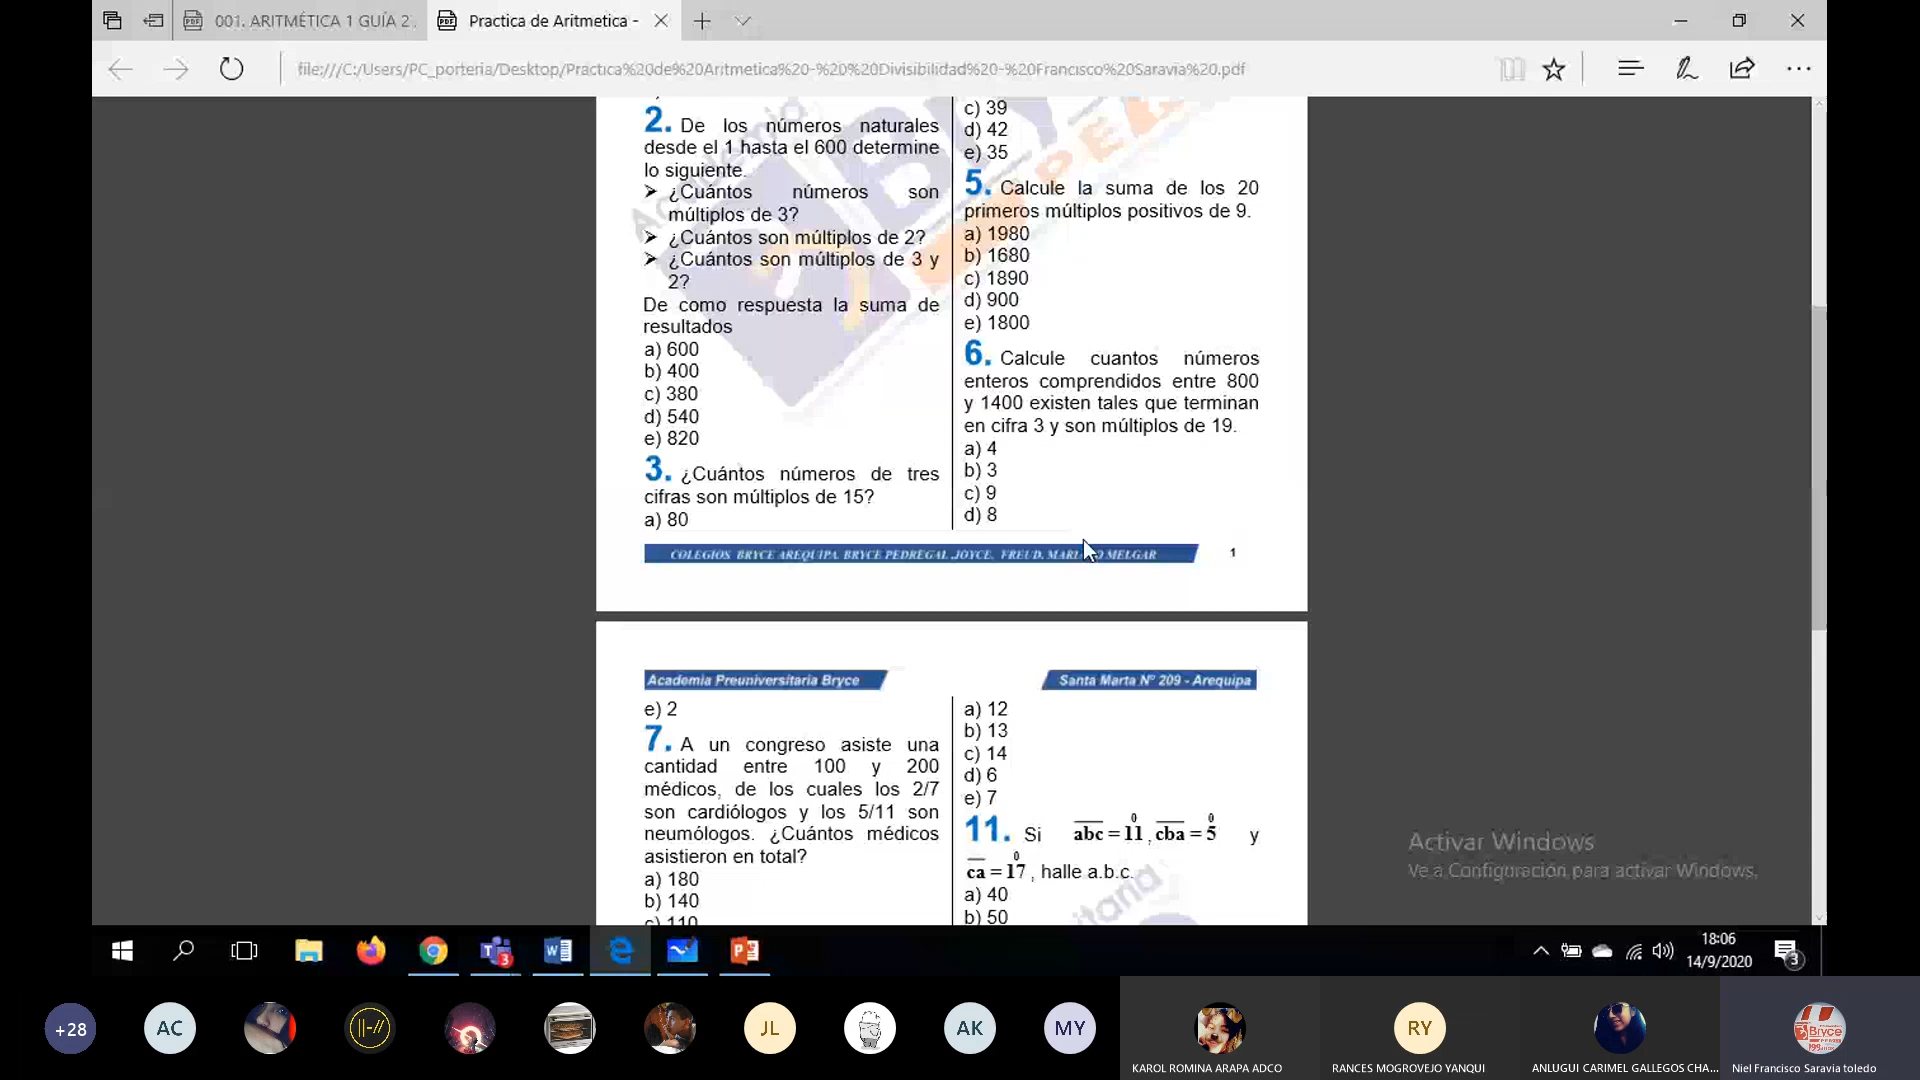 001. ARITMÉTICA 1 GUÍA 2
Practica de Aritmetica -
file:///C:/Users/PC_porteria/Desktop/Practica%20de%20Aritmetica%20-%20%20Divisibilidad%20-%20Francisco%20Saravia%20.pdf
2. De los números naturales
desde el 1 hasta el 600 determine
lo siguiente.
➢ ¿Cuántos números son
múltiplos de 3?
➢ ¿Cuántos son múltiplos de 2?
➢ ¿Cuántos son múltiplos de 3 y
2?
De como respuesta la suma de
resultados
a) 600
b) 400
c) 380
d) 540
e) 820
3. ¿Cuántos números de tres
cifras son múltiplos de 15?
a) 80
c) 39
d) 42
e) 35
5. Calcule la suma de los 20
primeros múltiplos positivos de 9.
a) 1980
b) 1680
c) 1890
d) 900
e) 1800
6. Calcule cuantos números
enteros comprendidos entre 800
y 1400 existen tales que terminan
en cifra 3 y son múltiplos de 19.
a) 4
b) 3
c) 9
d) 8
COLEGIOS BRYCE AREQUIPA, BRYCE PEDREGAL, JOYCE, FREUD, MARIANO MELGAR 1
Academia Preuniversitaria Bryce
Santa Marta Nº 209 - Arequipa
e) 2
7. A un congreso asiste una
cantidad entre 100 y 200
médicos, de los cuales los 2/7
son cardiólogos y los 5/11 son
neumólogos. ¿Cuántos médicos
asistieron en total?
a) 180
b) 140
c) 110
a) 12
b) 13
c) 14
d) 6
e) 7
0 0
11. Si abc = 11 , cba = 5 y
0
ca = 17 , halle a.b.c.
a) 40
b) 50
Activar Windows
Ve a Configuración para activar Windows.
18:06
14/9/2020
3
3
+28
AC
JL
AK
MY
RY
Bryce
KAROL ROMINA ARAPA ADCO
RANCES MOGROVEJO YANQUI
ANLUGUI CARIMEL GALLEGOS CHA...
Niel Francisco Saravia toledo